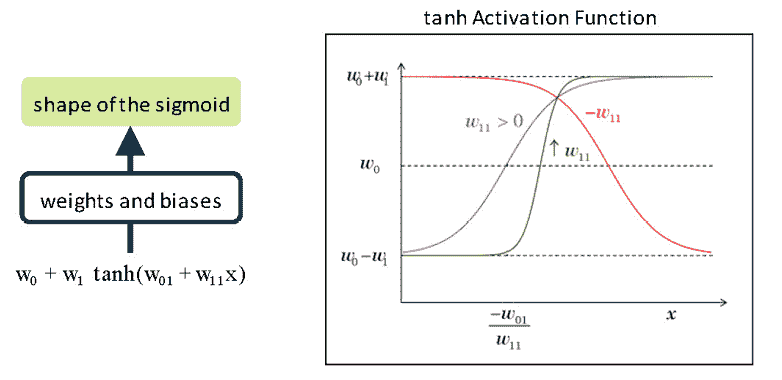 tanh Activation Function
shape of the sigmoid
weights and biases
w₀ + w₁ tanh(w₀₁ + w₁₁x)
w₀+w₁
w₁₁ > 0
−w₁₁
↑ w₁₁
w₀
w₀−w₁
−w₀₁
w₁₁
x